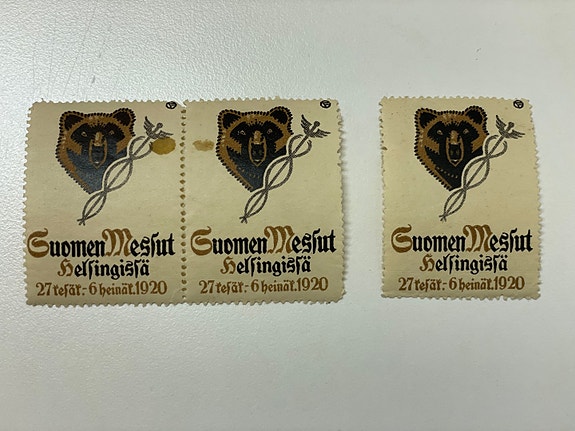 Suomen Messut
Helsingissä
27 kesäk.- 6 heinäk. 1920
Suomen Messut
Helsingissä
27 kesäk.- 6 heinäk. 1920
Suomen Messut
Helsingissä
27 kesäk.- 6 heinäk. 1920